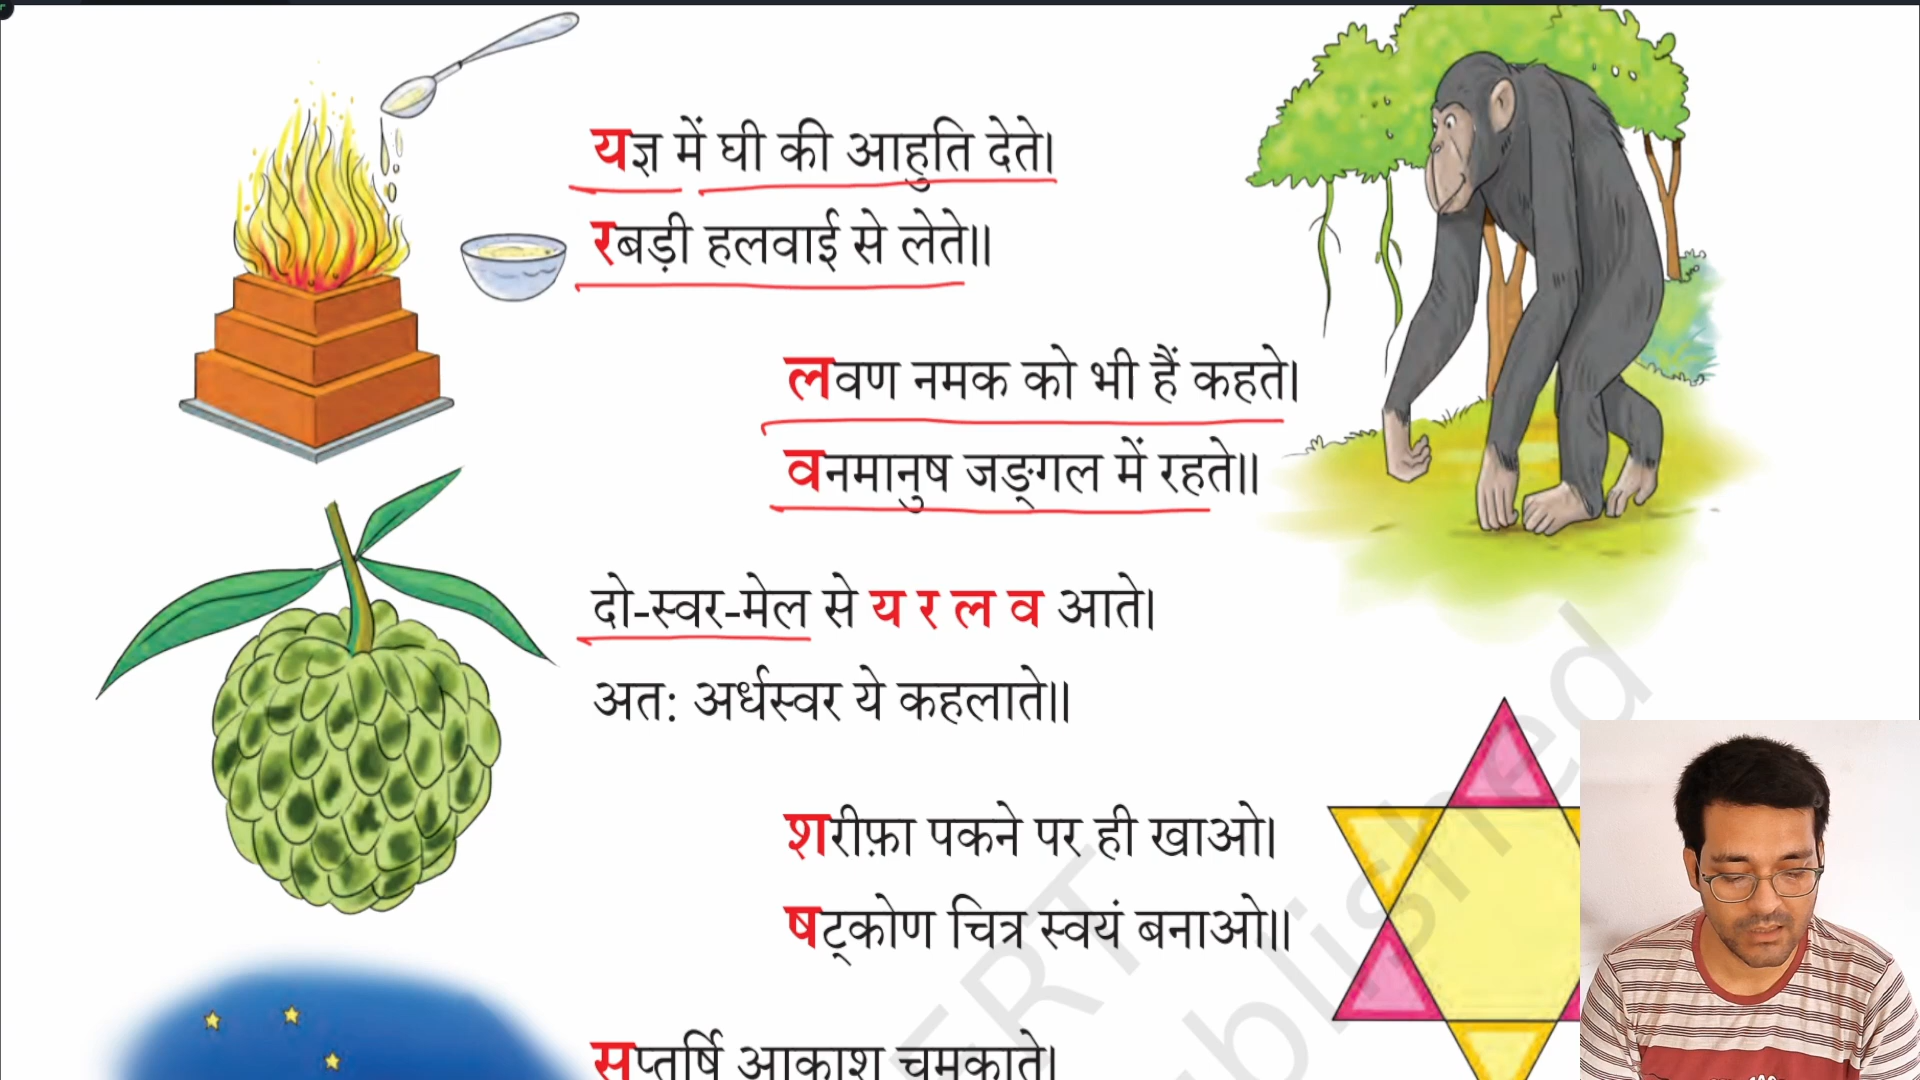 यज्ञ में घी की आहुति देते।
रबड़ी हलवाई से लेते॥
लवण नमक को भी हैं कहते।
वनमानुष जङ्गल में रहते॥
दो-स्वर-मेल से य र ल व आते।
अतः अर्धस्वर ये कहलाते॥
शरीफ़ा पकने पर ही खाओ।
षट्कोण चित्र स्वयं बनाओ॥
सप्तर्षि आकाश चमकाते।